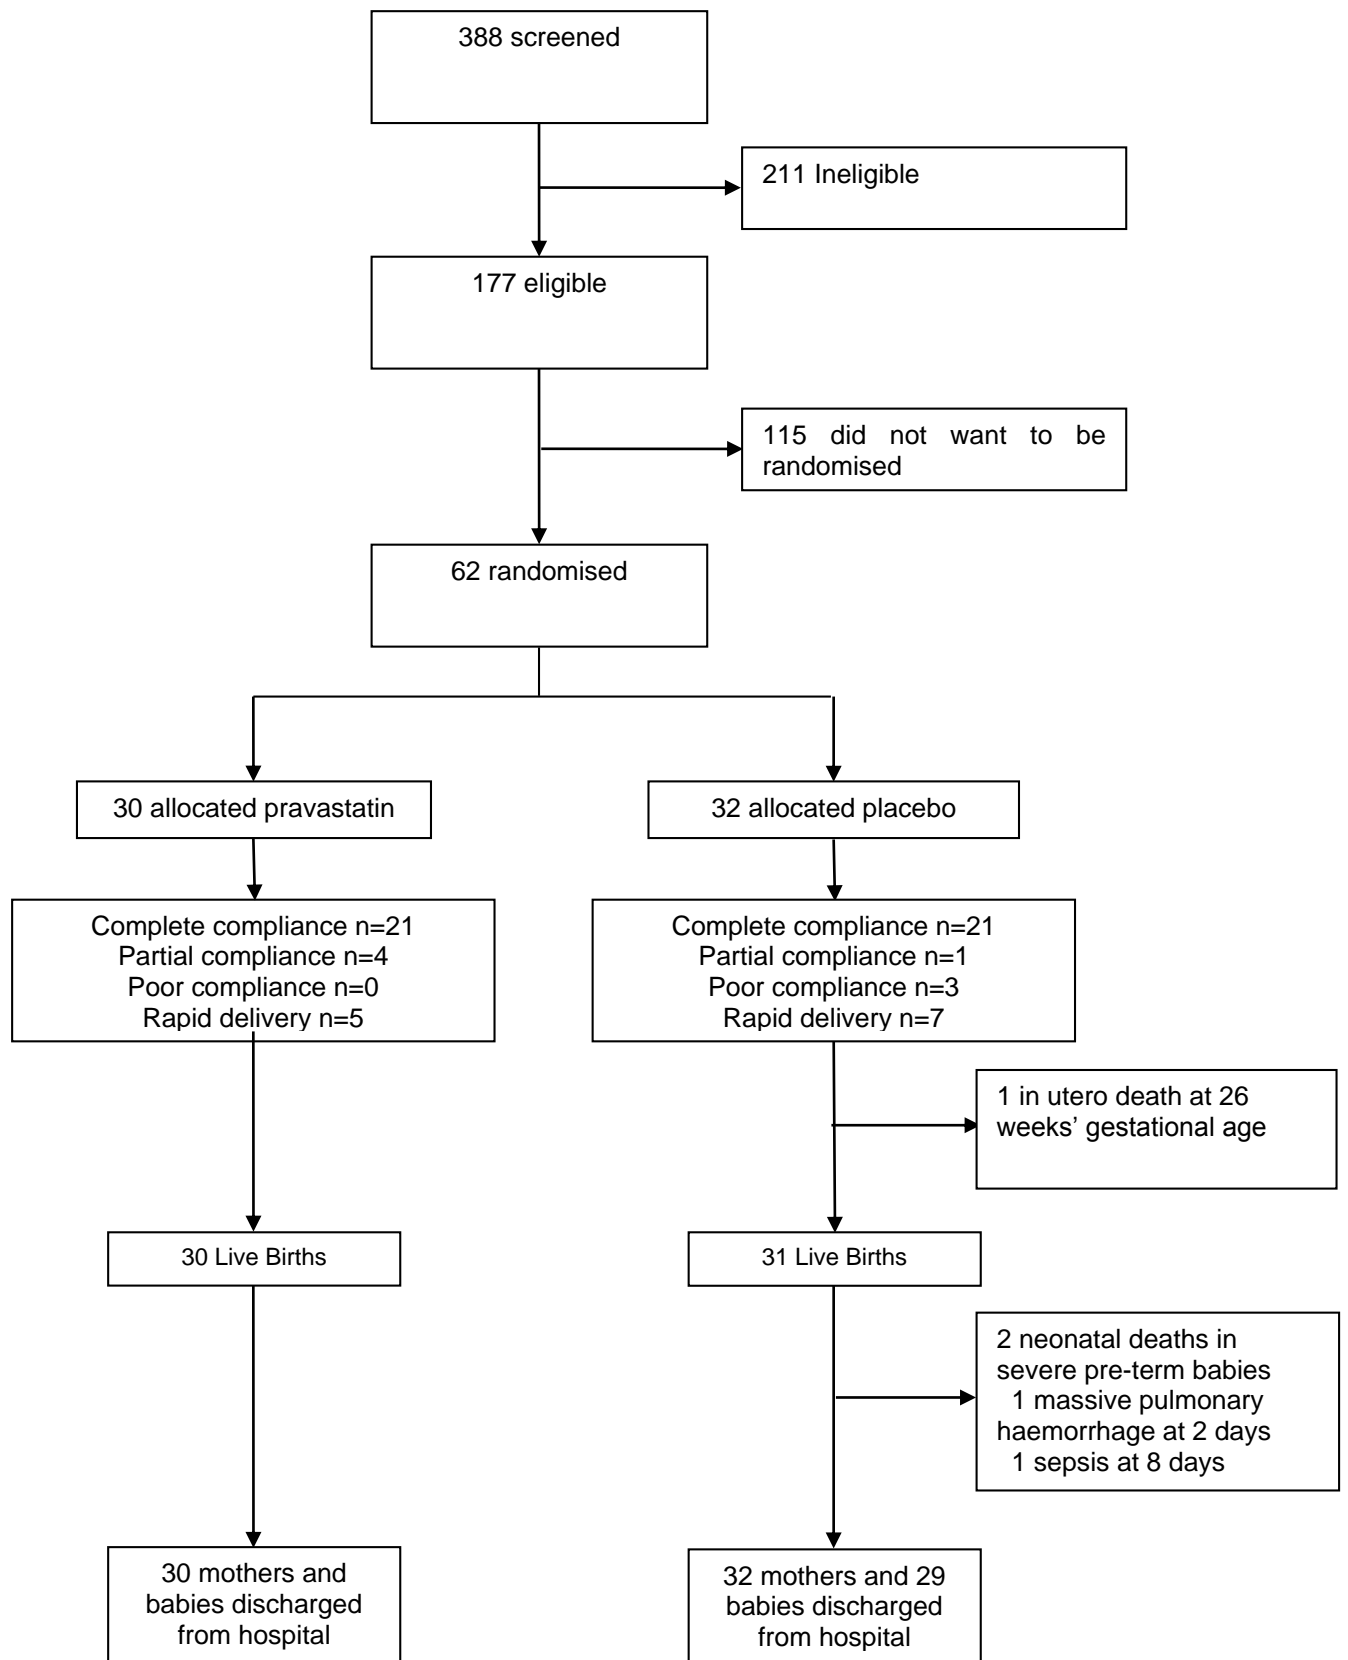 388 screened
211 Ineligible
177 eligible
115 did not want to be
randomised
62 randomised
30 allocated pravastatin
32 allocated placebo
Complete compliance n=21
Partial compliance n=4
Poor compliance n=0
Rapid delivery n=5
Complete compliance n=21
Partial compliance n=1
Poor compliance n=3
Rapid delivery n=7
1 in utero death at 26
weeks’ gestational age
30 Live Births
31 Live Births
2 neonatal deaths in
severe pre-term babies
1 massive pulmonary
haemorrhage at 2 days
1 sepsis at 8 days
30 mothers and
babies discharged
from hospital
32 mothers and 29
babies discharged
from hospital